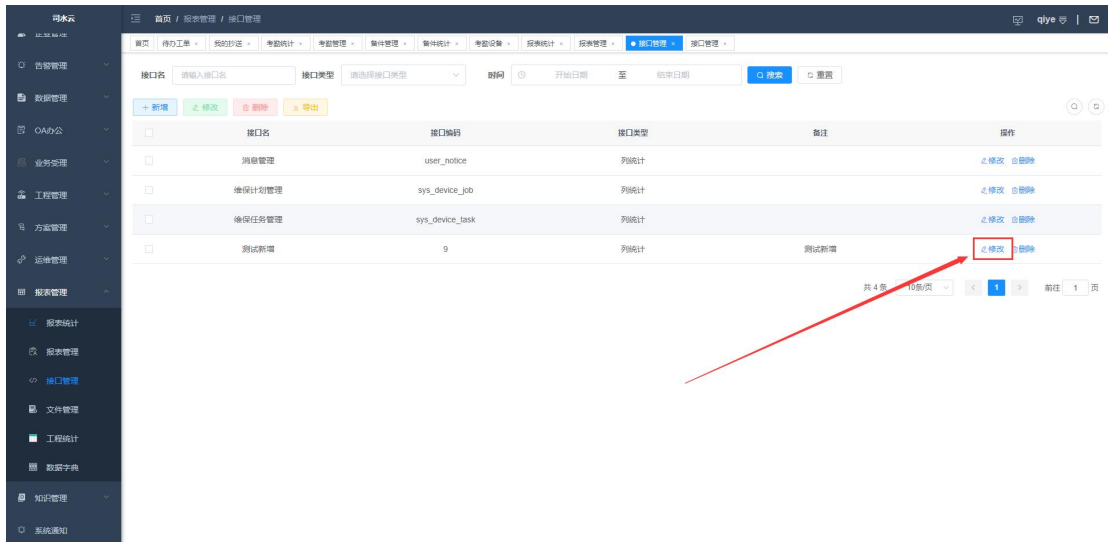 司水云
首页 / 报表管理 / 接口管理
qiye
企业管理
首页 待办工单 × 我的抄送 × 考勤统计 × 考勤管理 × 备件管理 × 备件统计 × 考勤设备 × 报表统计 × 报表管理 × 接口管理 × 接口管理 ×
告警管理
接口名 请输入接口名 接口类型 请选择接口类型 时间 开始日期 至 结束日期 搜索 重置
数据管理
+ 新增 修改 删除 导出
OA办公
接口名 接口编码 接口类型 备注 操作
业务受理
消息管理 user_notice 列统计 修改 删除
工程管理
维保计划管理 sys_device_job 列统计 修改 删除
方案管理
维保任务管理 sys_device_task 列统计 修改 删除
运维管理
测试新增 9 列统计 测试新增 修改 删除
报表管理
共 4 条 10条/页 < 1 > 前往 1 页
报表统计
报表管理
接口管理
文件管理
工程统计
数据字典
知识管理
系统通知